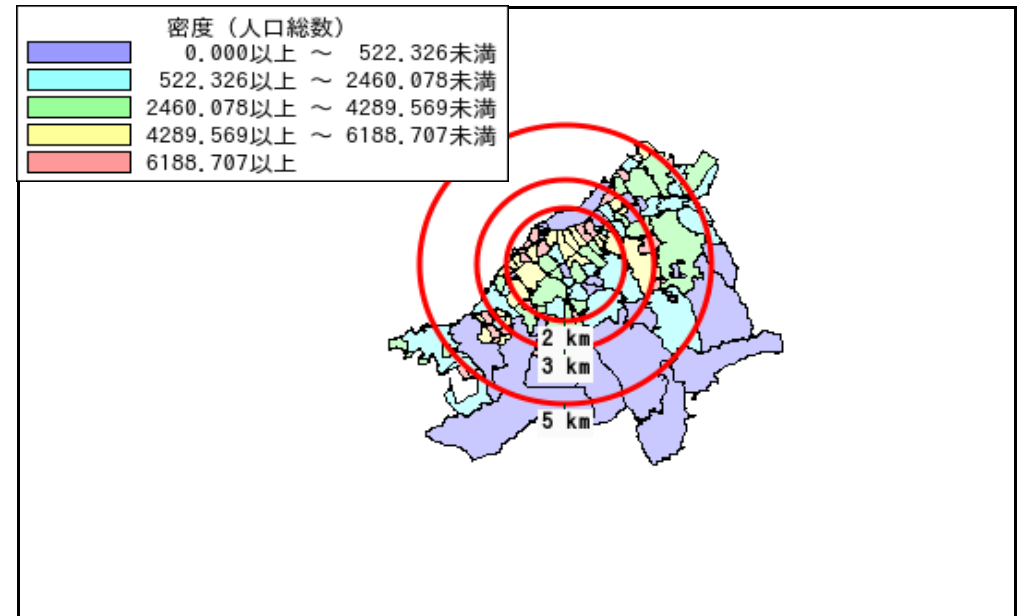 密度（人口総数）
0.000以上 ～ 522.326未満
522.326以上 ～ 2460.078未満
2460.078以上 ～ 4289.569未満
4289.569以上 ～ 6188.707未満
6188.707以上
2 km
3 km
5 km